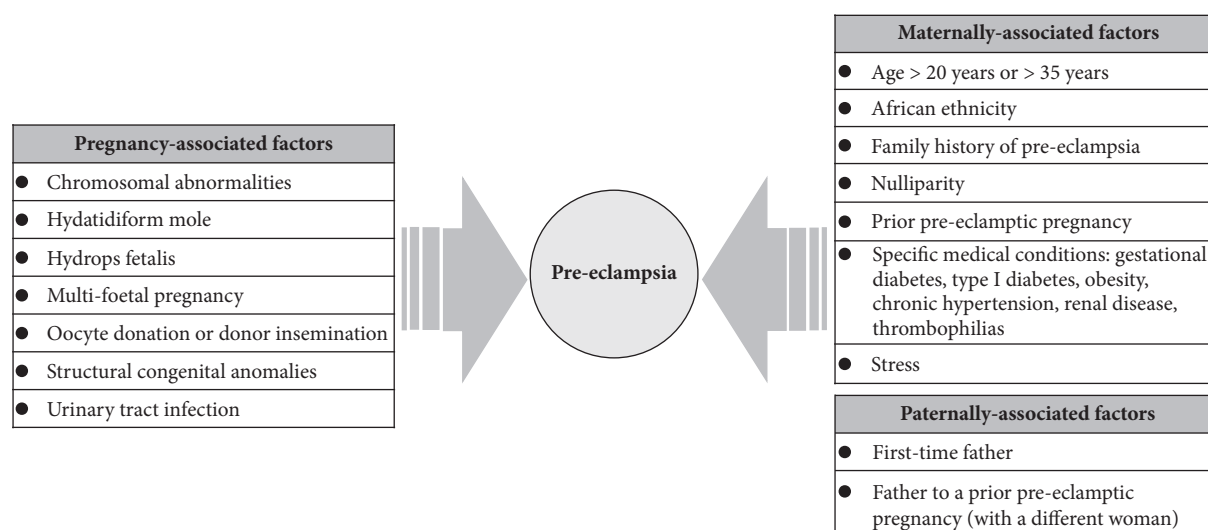 Pregnancy-associated factors
● Chromosomal abnormalities
● Hydatidiform mole
● Hydrops fetalis
● Multi-foetal pregnancy
● Oocyte donation or donor insemination
● Structural congenital anomalies
● Urinary tract infection
Pre-eclampsia
Maternally-associated factors
● Age > 20 years or > 35 years
● African ethnicity
● Family history of pre-eclampsia
● Nulliparity
● Prior pre-eclamptic pregnancy
● Specific medical conditions: gestational
diabetes, type I diabetes, obesity,
chronic hypertension, renal disease,
thrombophilias
● Stress
Paternally-associated factors
● First-time father
● Father to a prior pre-eclamptic
pregnancy (with a different woman)